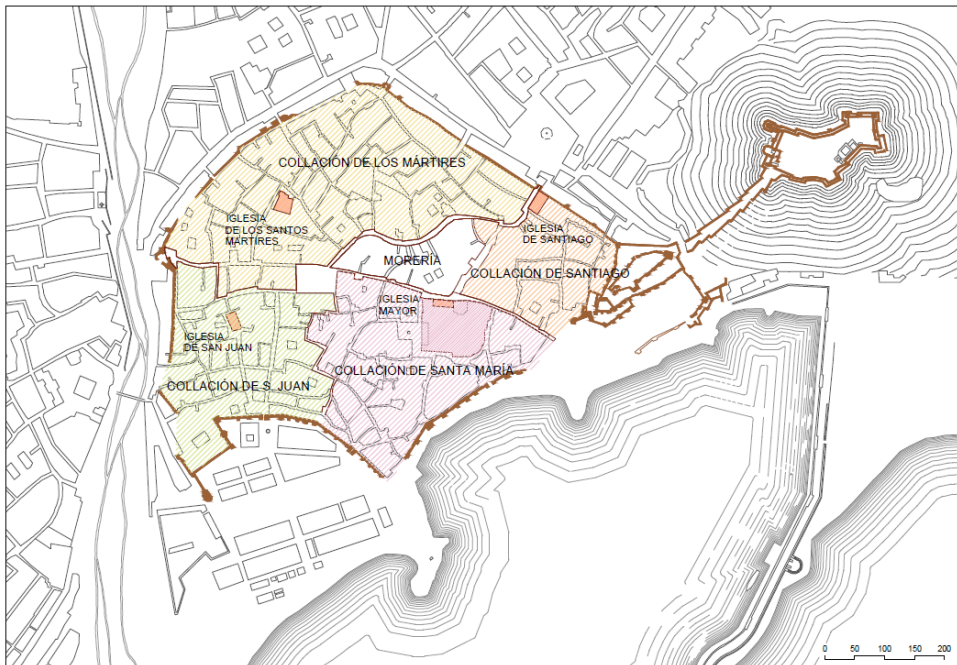 COLLACIÓN DE LOS MÁRTIRES
IGLESIA
DE LOS SANTOS
MÁRTIRES
IGLESIA
DE SANTIAGO
MORERÍA
COLLACIÓN DE SANTIAGO
IGLESIA
MAYOR
IGLESIA
DE SAN JUAN
COLLACIÓN DE SANTA MARÍA
COLLACIÓN DE S. JUAN
0 50 100 150 200